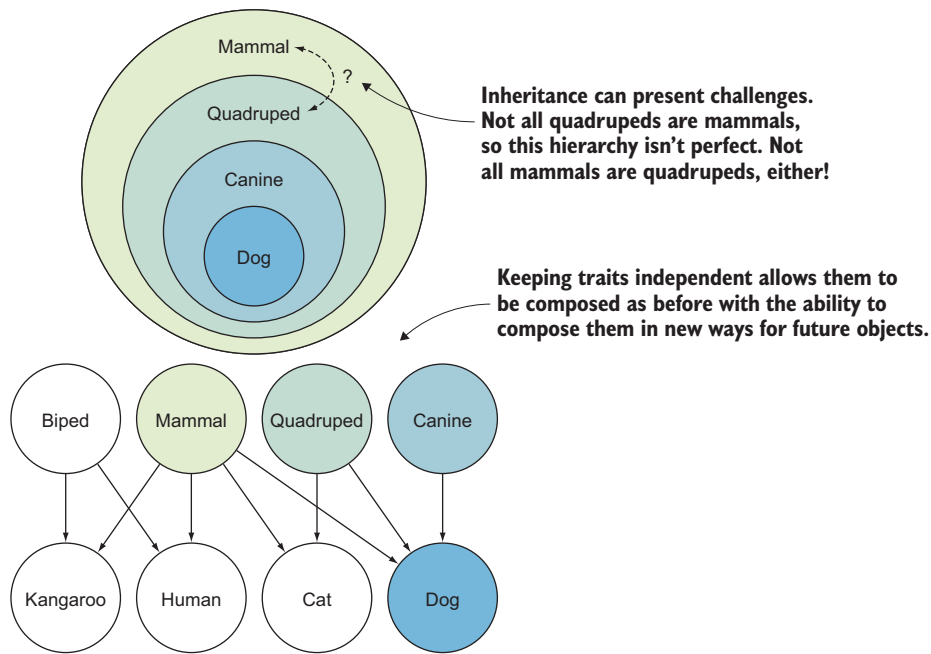 Mammal
?
Quadruped
Canine
Dog
Inheritance can present challenges.
Not all quadrupeds are mammals,
so this hierarchy isn’t perfect. Not
all mammals are quadrupeds, either!
Keeping traits independent allows them to
be composed as before with the ability to
compose them in new ways for future objects.
Biped
Mammal
Quadruped
Canine
Kangaroo
Human
Cat
Dog